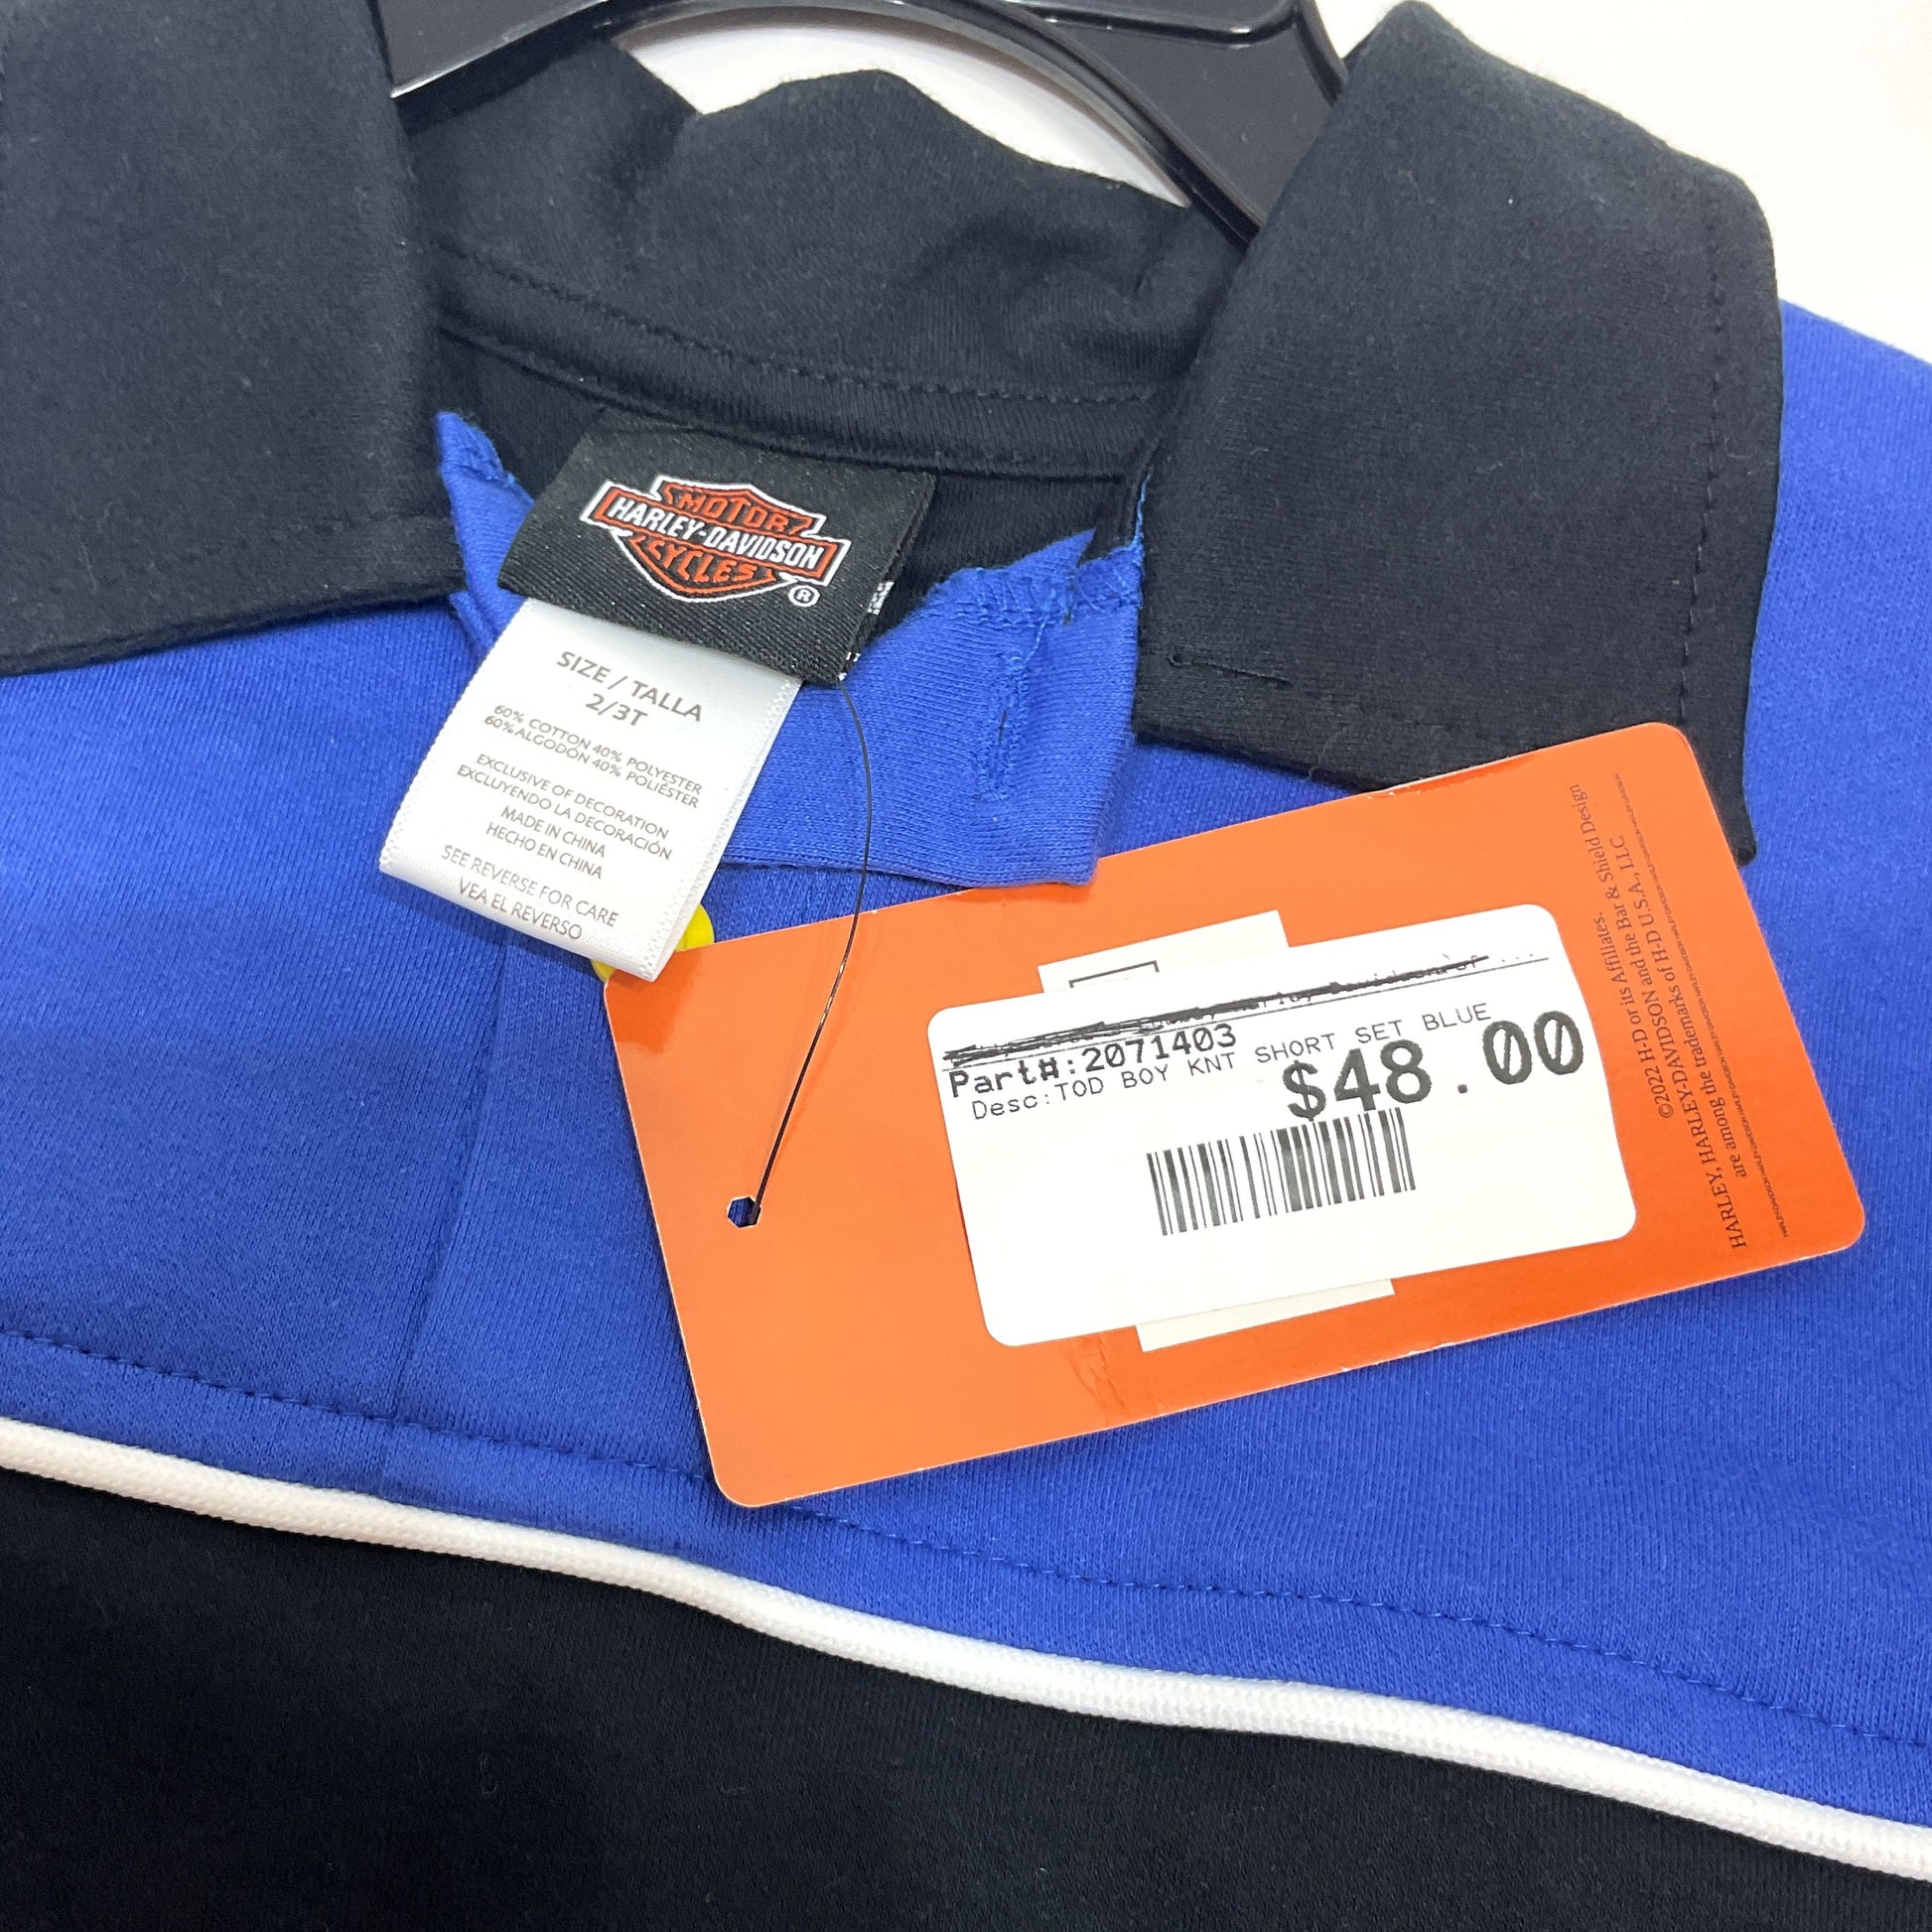 MOTOR
HARLEY-DAVIDSON
CYCLES
®
SIZE / TALLA
2/3T
60% COTTON 40% POLYESTER
60% ALGODÓN 40% POLIÉSTER
EXCLUSIVE OF DECORATION
EXCLUYENDO LA DECORACIÓN
MADE IN CHINA
HECHO EN CHINA
SEE REVERSE FOR CARE
VEA EL REVERSO
Part#:2071403
Desc:TOD BOY KNT SHORT SET BLUE
$48.00
©2022 H-D or its Affiliates.
HARLEY, HARLEY-DAVIDSON and the Bar & Shield Design
are among the trademarks of H-D U.S.A., LLC